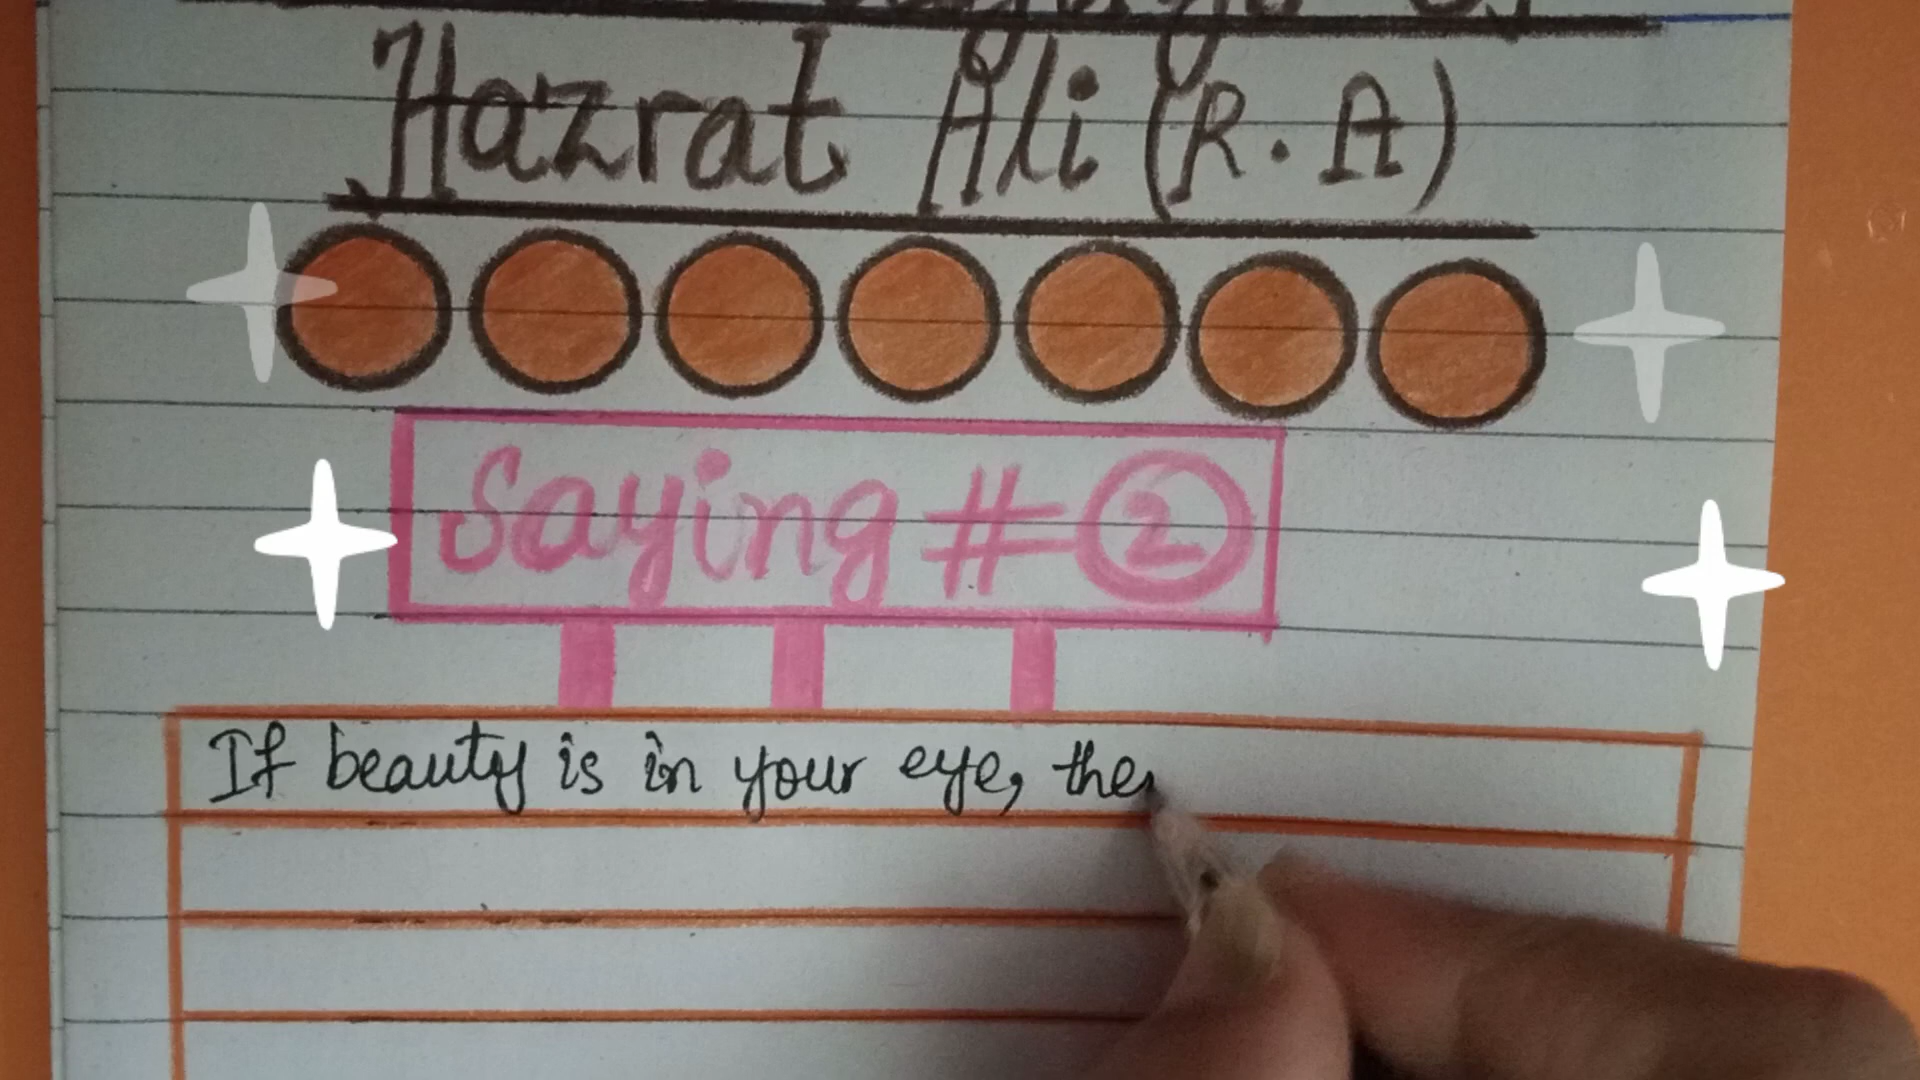 Hazrat Ali (R.A)
Saying # 2
If beauty is in your eye, the